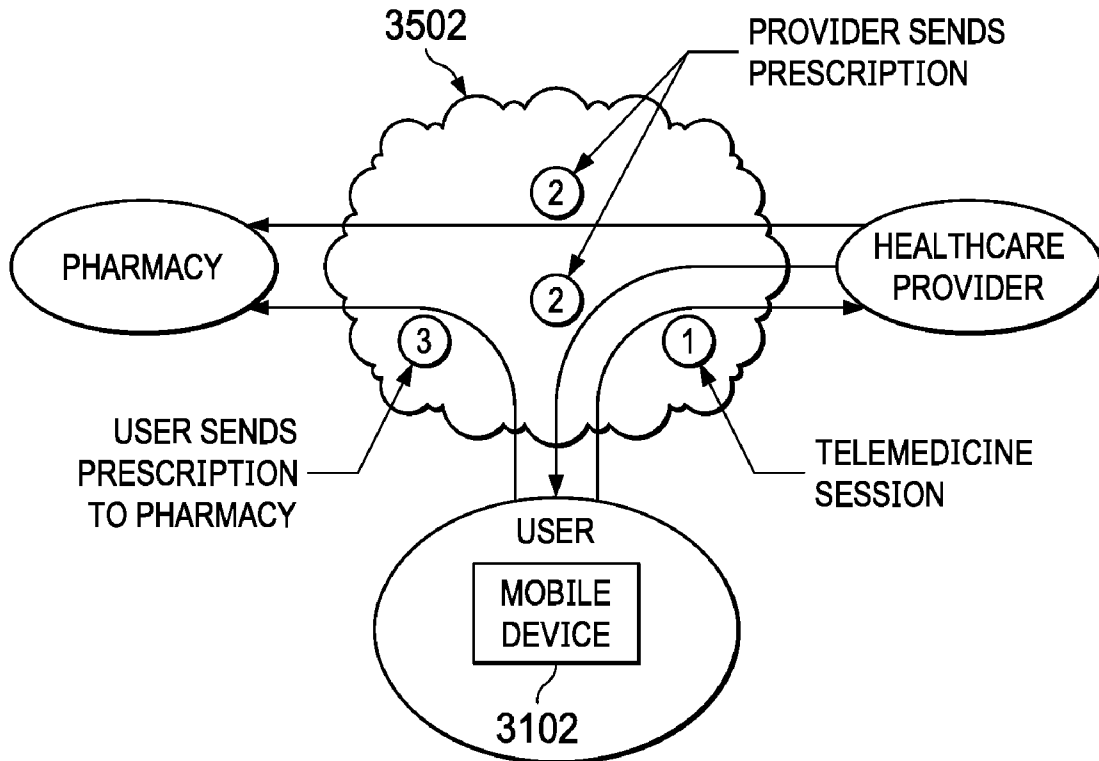 3502
PROVIDER SENDS
PRESCRIPTION
2
PHARMACY
HEALTHCARE
PROVIDER
2
3
1
USER SENDS
PRESCRIPTION
TO PHARMACY
TELEMEDICINE
SESSION
USER
MOBILE
DEVICE
3102